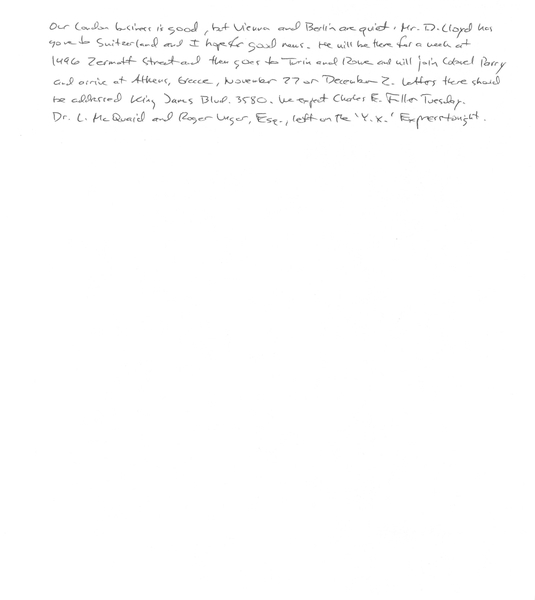 Our London business is good, but Vienna and Berlin are quiet. Mr. D. Lloyd has
gone to Switzerland and I hope for good news. He will be there for a week at
1496 Zermott Street and then goes to Turin and Rome and will join Colonel Parry
and arrive at Athens, Greece, November 27 or December 2. Letters there should
be addressed King James Blvd. 3580. We expect Charles E. Fuller Tuesday.
Dr. L. McQuaid and Roger Unger, Esq., left on the 'Y.X.' Express tonight.